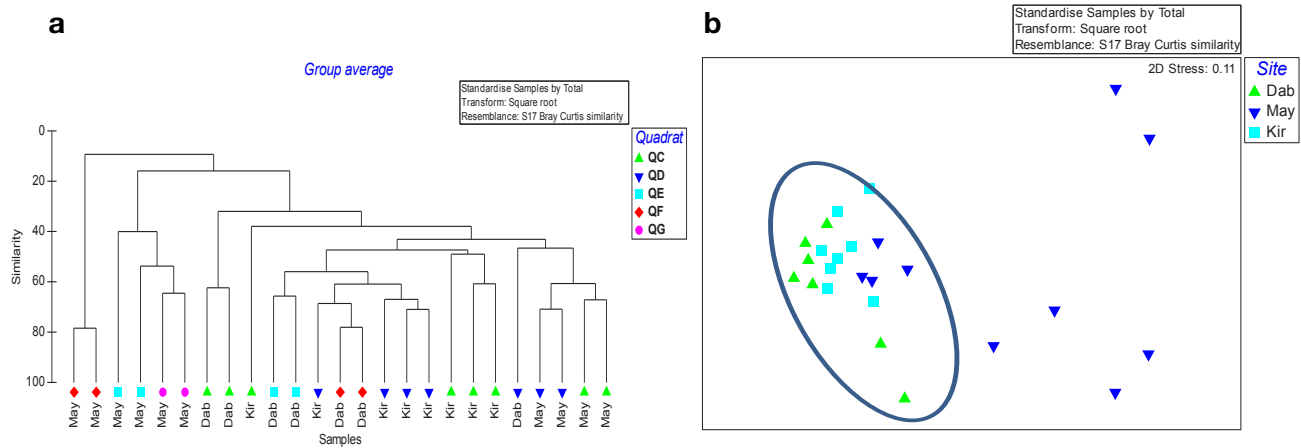 a
Group average
Standardise Samples by Total
Transform: Square root
Resemblance: S17 Bray Curtis similarity
Quadrat
QC
QD
QE
QF
QG
Similarity
0
20
40
60
80
100
May May May May May May Dab Dab Kir Dab Dab Kir Dab Dab Kir Kir Kir Kir Kir Kir Dab May May May May
Samples
b
Standardise Samples by Total
Transform: Square root
Resemblance: S17 Bray Curtis similarity
2D Stress: 0.11
Site
Dab
May
Kir